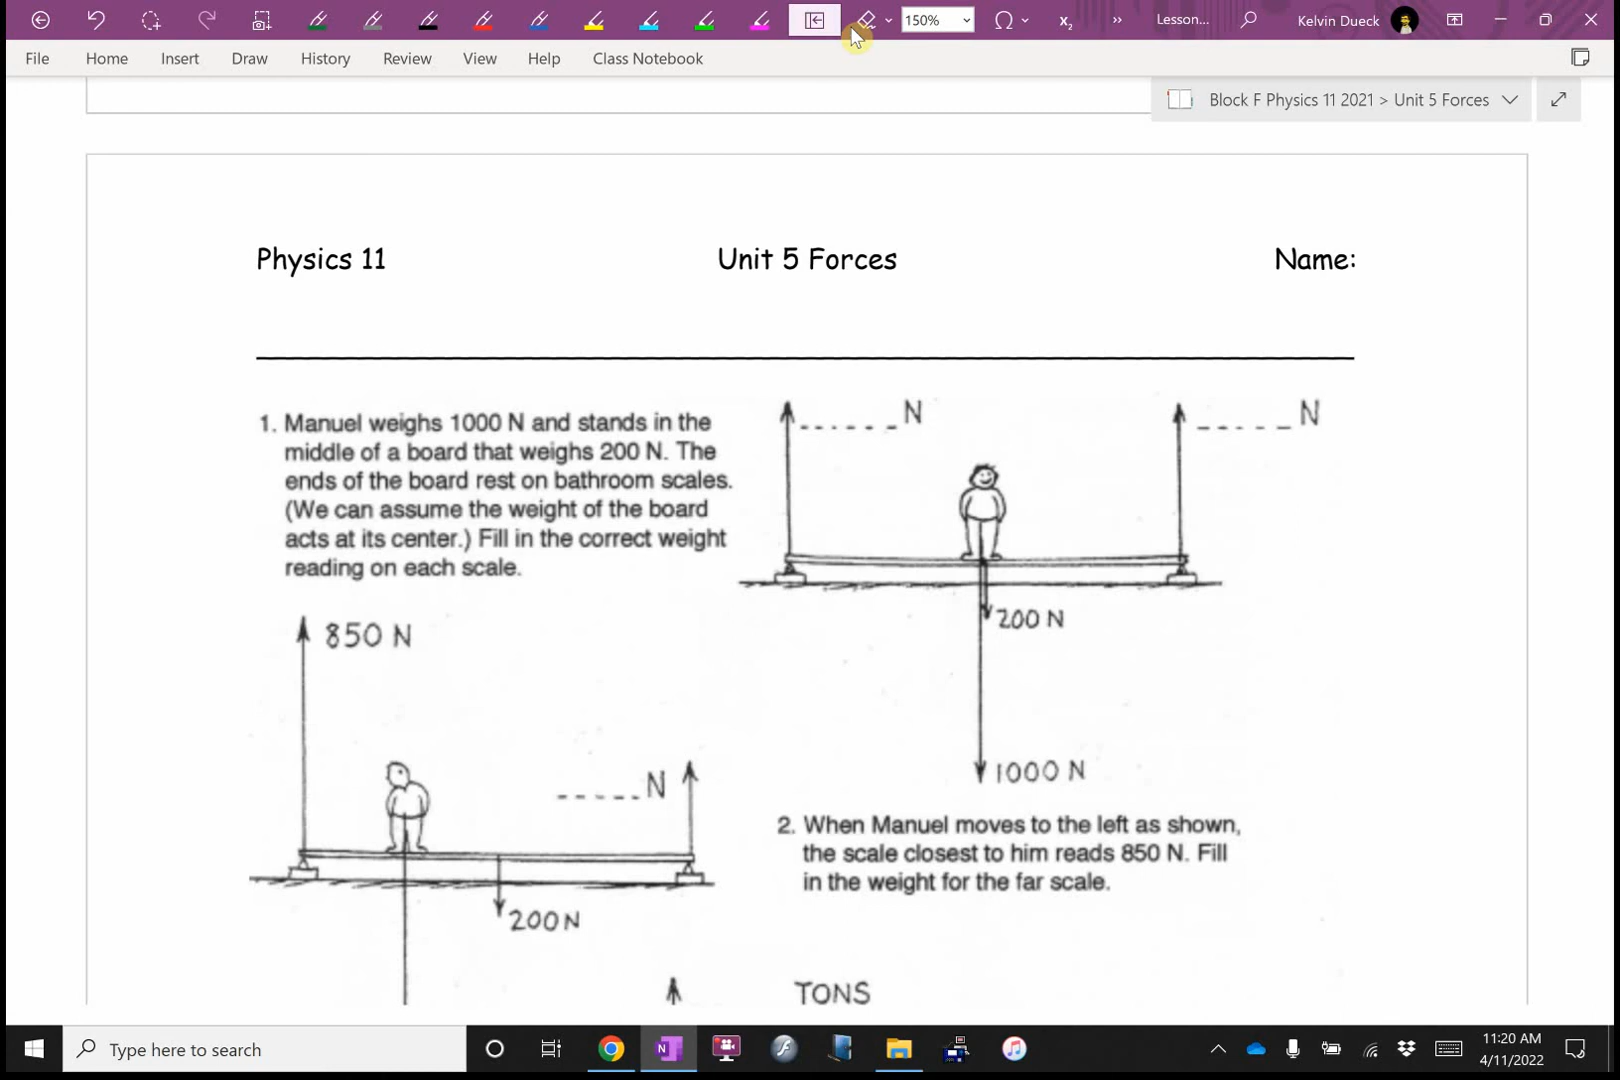 150%
Ω
x₂
Lesson...
Kelvin Dueck
File
Home
Insert
Draw
History
Review
View
Help
Class Notebook
Block F Physics 11 2021 > Unit 5 Forces
Physics 11
Unit 5 Forces
Name:
1. Manuel weighs 1000 N and stands in the
middle of a board that weighs 200 N. The
ends of the board rest on bathroom scales.
(We can assume the weight of the board
acts at its center.) Fill in the correct weight
reading on each scale.
------ N
------ N
200 N
1000 N
850 N
----- N
200 N
2. When Manuel moves to the left as shown,
the scale closest to him reads 850 N. Fill
in the weight for the far scale.
TONS
Type here to search
11:20 AM
4/11/2022